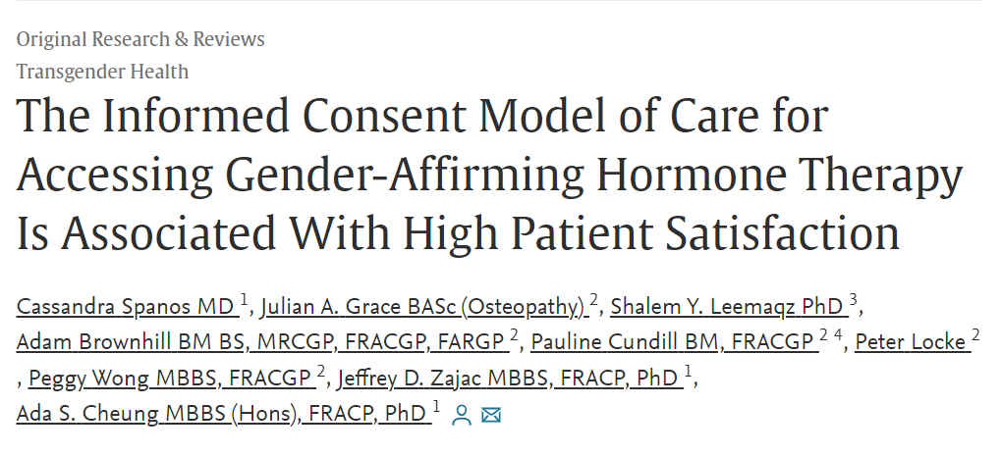 Original Research & Reviews
Transgender Health
The Informed Consent Model of Care for
Accessing Gender-Affirming Hormone Therapy
Is Associated With High Patient Satisfaction
Cassandra Spanos MD 1, Julian A. Grace BASc (Osteopathy) 2, Shalem Y. Leemaqz PhD 3,
Adam Brownhill BM BS, MRCGP, FRACGP, FARGP 2, Pauline Cundill BM, FRACGP 2 4, Peter Locke 2
, Peggy Wong MBBS, FRACGP 2, Jeffrey D. Zajac MBBS, FRACP, PhD 1,
Ada S. Cheung MBBS (Hons), FRACP, PhD 1